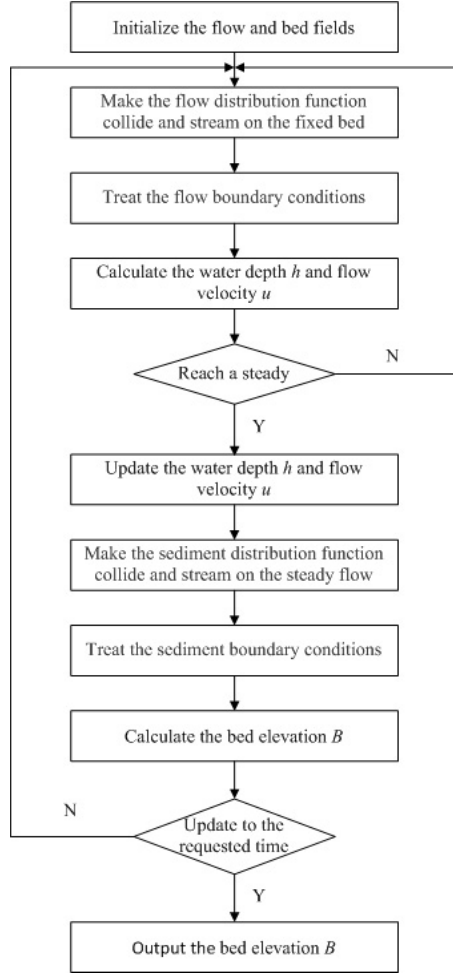 Initialize the flow and bed fields
Make the flow distribution function
collide and stream on the fixed bed
Treat the flow boundary conditions
Calculate the water depth h and flow
velocity u
Reach a steady
N
Y
Update the water depth h and flow
velocity u
Make the sediment distribution function
collide and stream on the steady flow
Treat the sediment boundary conditions
Calculate the bed elevation B
N
Update to the
requested time
Y
Output the bed elevation B